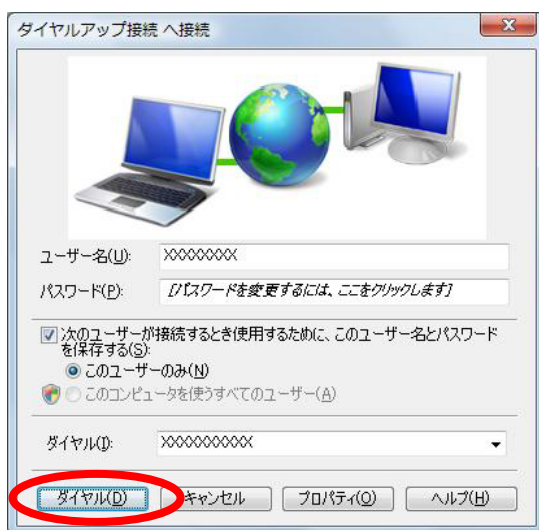 ダイヤルアップ接続 へ接続
ユーザー名(U):
XXXXXXXX
パスワード(P):
[パスワードを変更するには、ここをクリックします]
次のユーザーが接続するとき使用するために、このユーザー名とパスワード
を保存する(S):
このユーザーのみ(N)
このコンピュータを使うすべてのユーザー(A)
ダイヤル(I):
XXXXXXXXXX
ダイヤル(D) キャンセル プロパティ(O) ヘルプ(H)